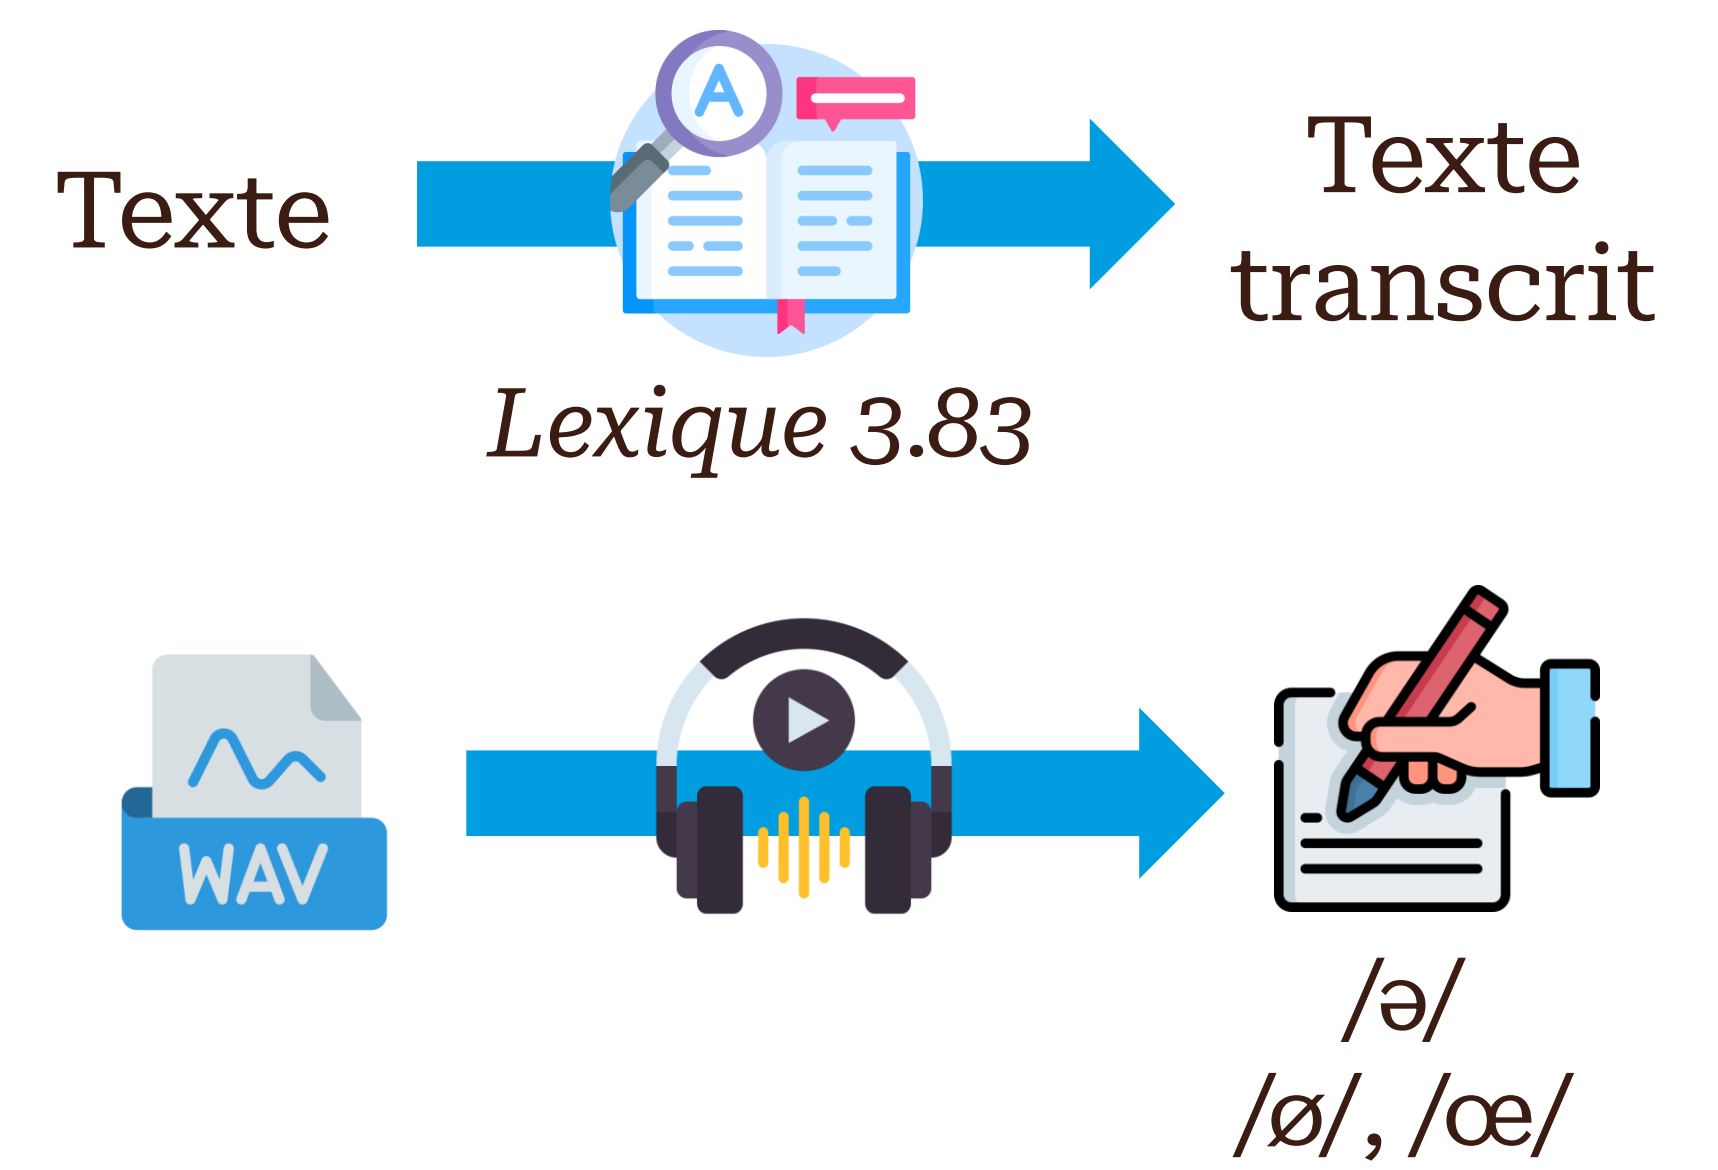 Texte
A
Texte
transcrit
Lexique 3.83
WAV
/ə/
/ø/, /œ/